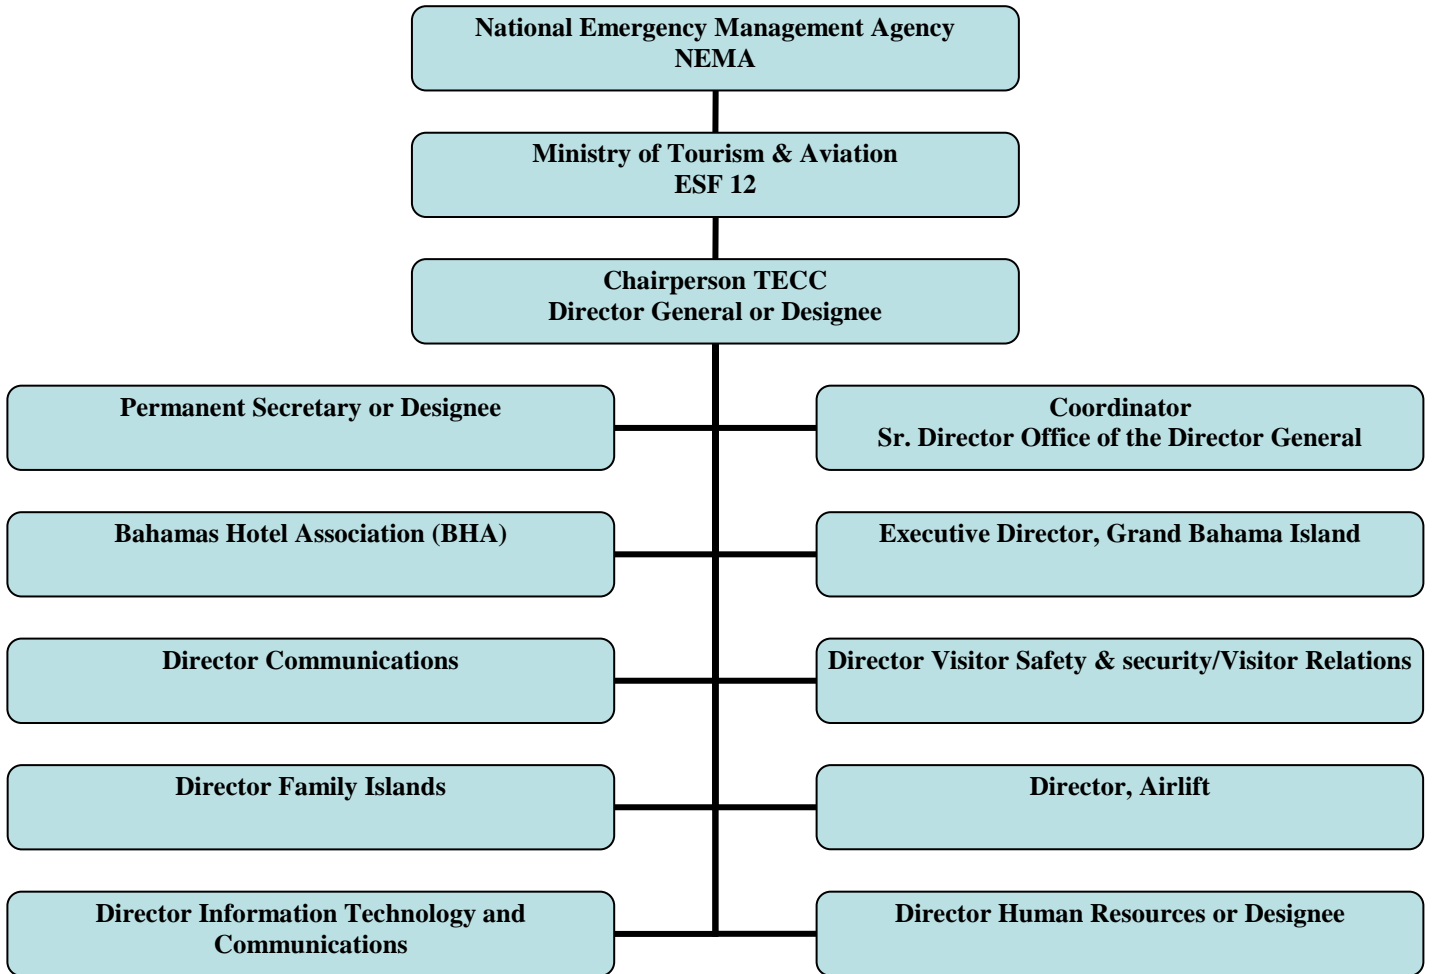 National Emergency Management Agency
NEMA
Ministry of Tourism & Aviation
ESF 12
Chairperson TECC
Director General or Designee
Permanent Secretary or Designee
Coordinator
Sr. Director Office of the Director General
Bahamas Hotel Association (BHA)
Executive Director, Grand Bahama Island
Director Communications
Director Visitor Safety & security/Visitor Relations
Director Family Islands
Director, Airlift
Director Information Technology and
Communications
Director Human Resources or Designee